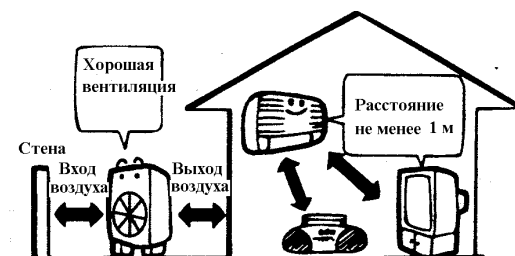 Хорошая
вентиляция
Расстояние
не менее 1 м
Стена
Вход
воздуха
Выход
воздуха